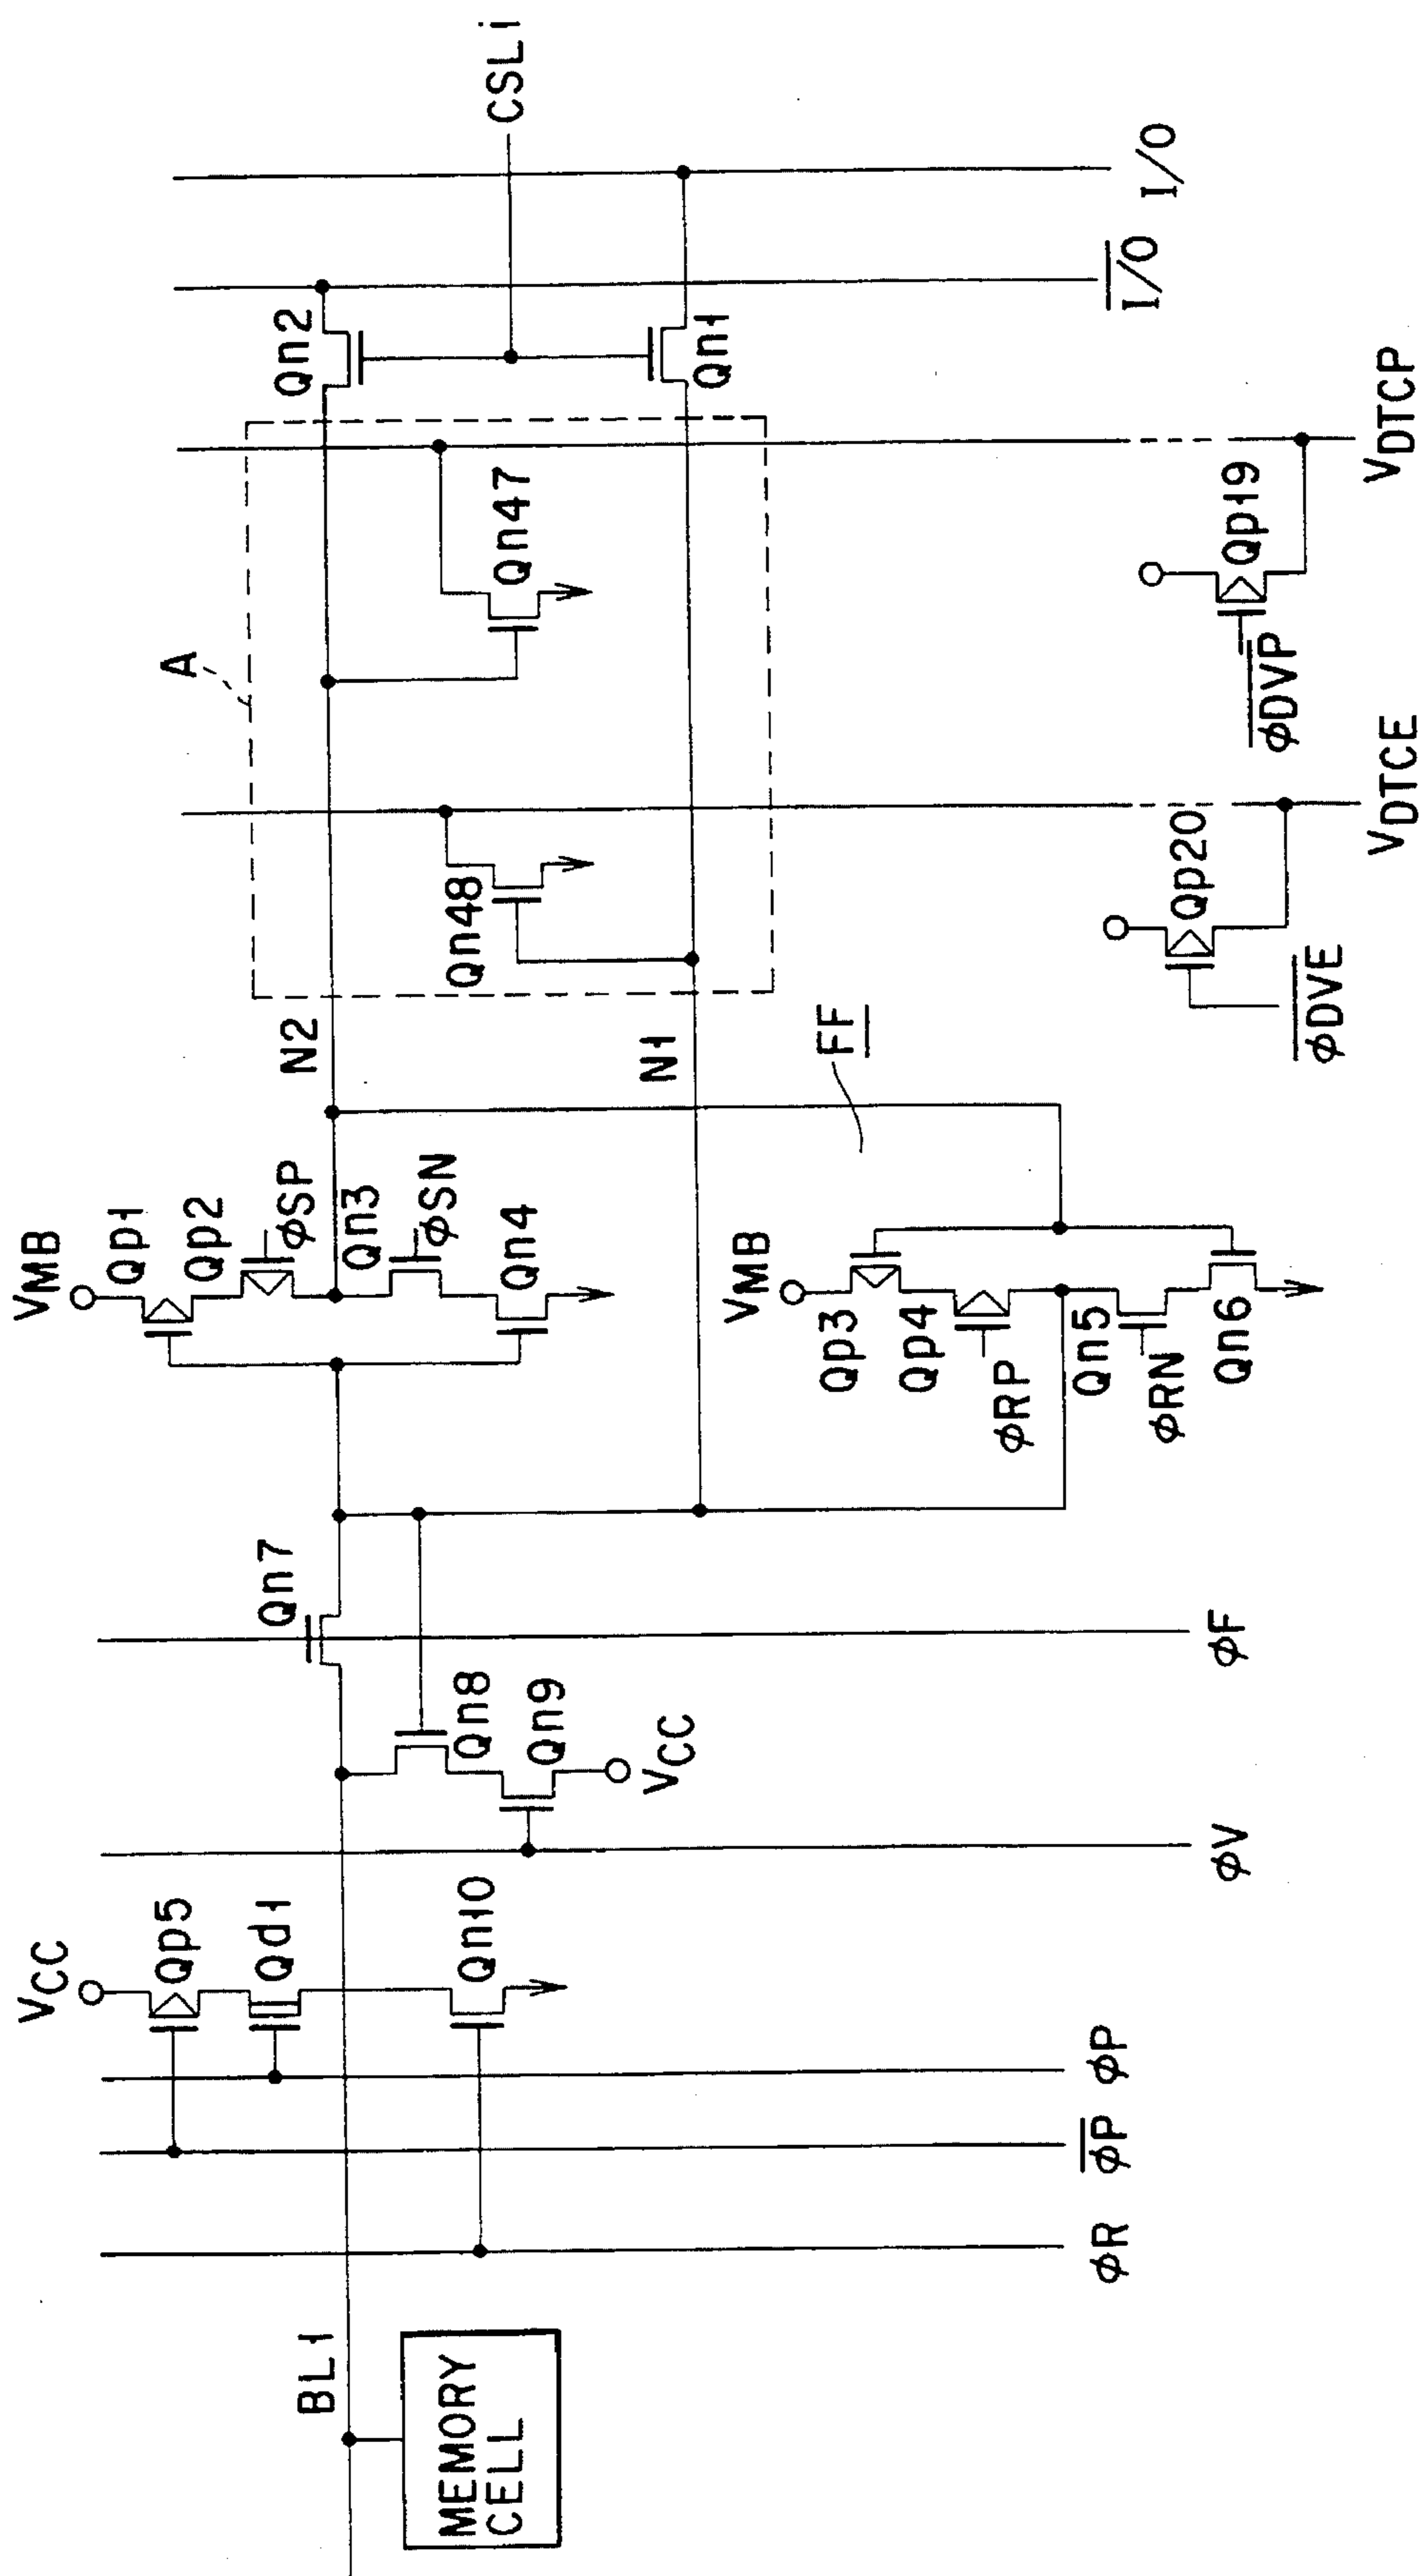 MEMORY
CELL
BLi
φR
φP̅
φP
VCC
Qp5
Qd1
Qn10
φV
Qn8
Qn9
VCC
Qn7
φF
VMB
Qp1
Qp2
φSP
Qn3
φSN
Qn4
VMB
Qp3
Qp4
φRP
Qn5
φRN
Qn6
N2
N1
FF
A
Qn48
Qn47
Qp20
φDVE̅
VDTCE
Qp19
φDVP̅
VDTCP
Qn2
Qn1
CSLi
I/O̅
I/O